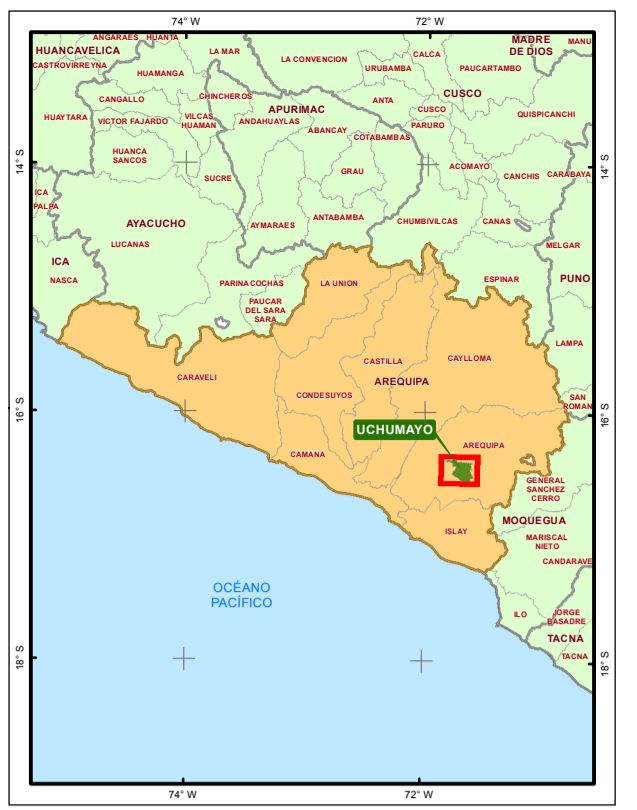 74° W
72° W
ANGARAES
HUANTA
HUANCAVELICA
LA MAR
LA CONVENCION
CALCA
MADRE
DE DIOS
MANU
CASTROVIRREYNA
HUAMANGA
URUBAMBA
PAUCARTAMBO
CANGALLO
CHINCHEROS
ANTA
CUSCO
HUAYTARA
VICTOR FAJARDO
VILCAS
HUAMAN
APURIMAC
ANDAHUAYLAS
ABANCAY
COTABAMBAS
CUSCO
PARURO
QUISPICANCHI
14° S
HUANCA
SANCOS
SUCRE
GRAU
ACOMAYO
CANCHIS
CARABAYA
14° S
ICA
PALPA
AYACUCHO
LUCANAS
AYMARAES
ANTABAMBA
CHUMBIVILCAS
CANAS
MELGAR
ICA
NASCA
PARINACOCHAS
LA UNION
ESPINAR
PUNO
PAUCAR
DEL SARA
SARA
LAMPA
CARAVELI
CASTILLA
CAYLLOMA
AREQUIPA
CONDESUYOS
SAN
ROMAN
16° S
16° S
UCHUMAYO
AREQUIPA
CAMANA
GENERAL
SANCHEZ
CERRO
MOQUEGUA
ISLAY
MARISCAL
NIETO
CANDARAVE
OCÉANO
PACÍFICO
ILO
JORGE
BASADRE
TACNA
TACNA
18° S
18° S
74° W
72° W